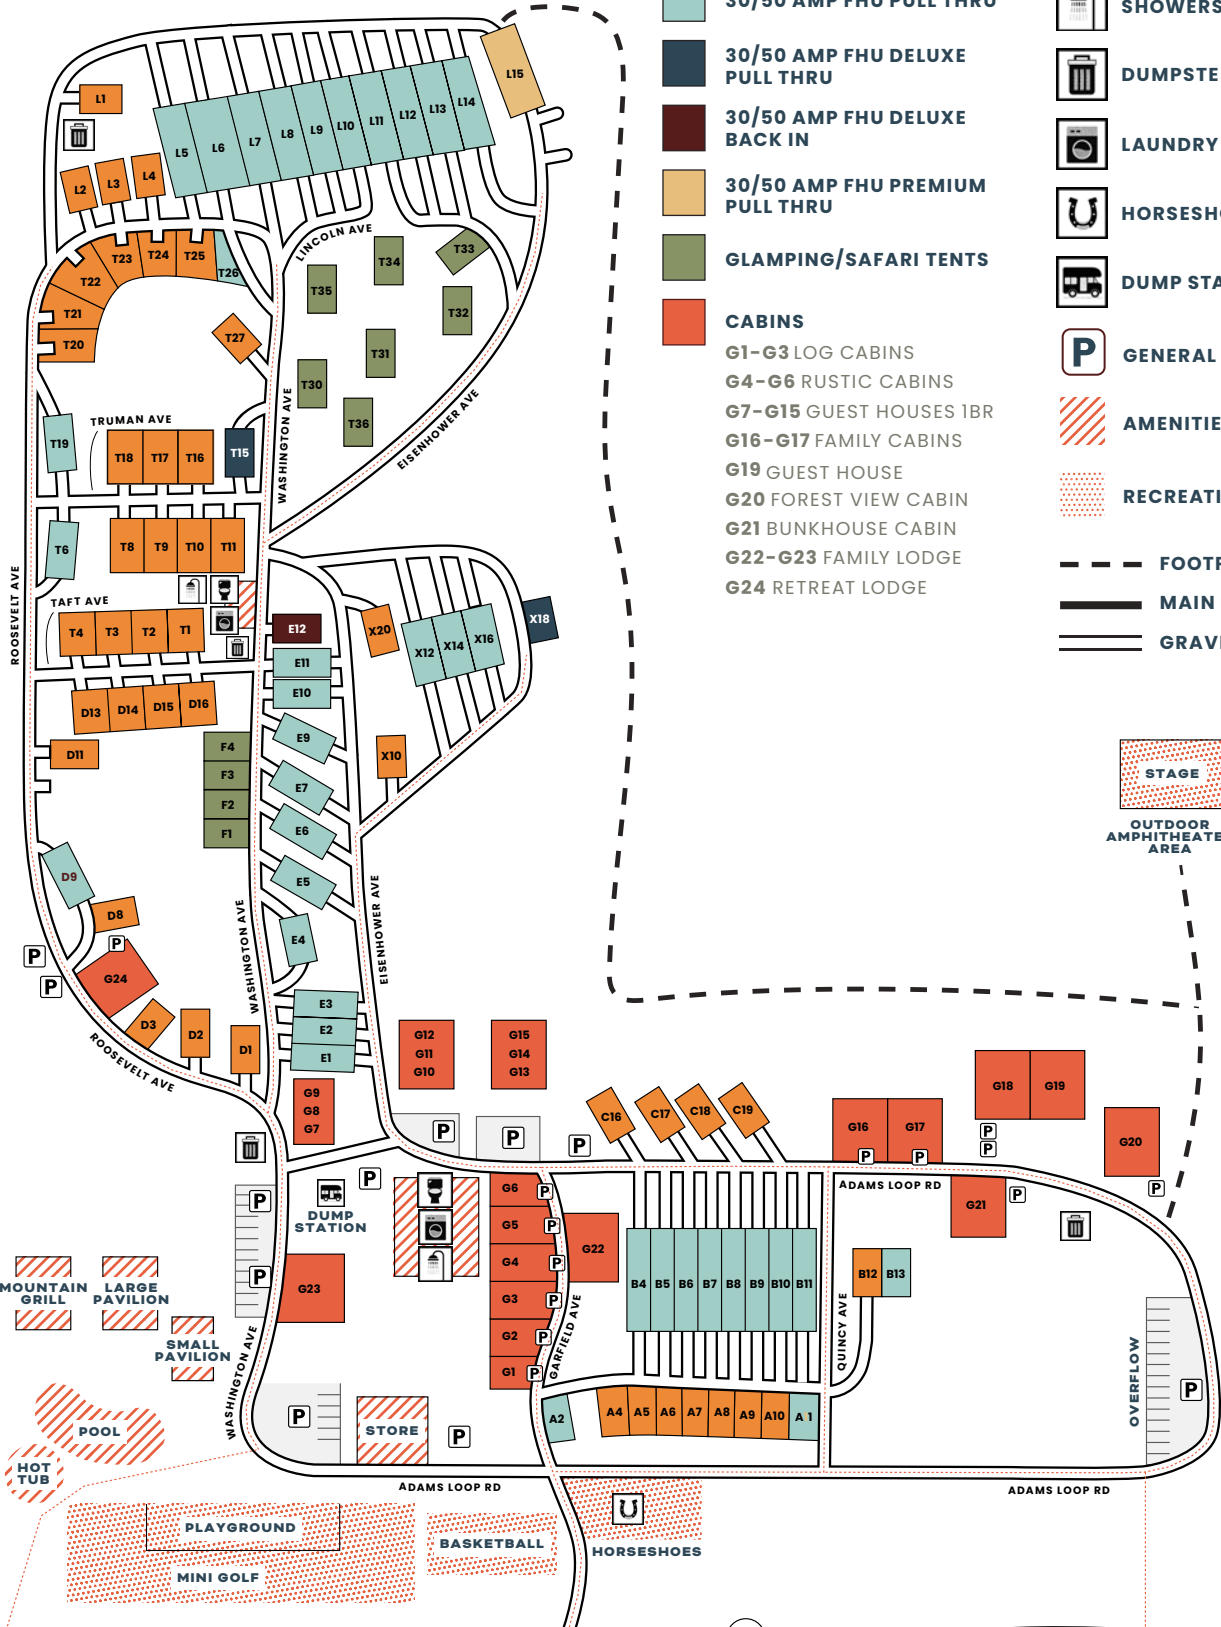 30/50 AMP FHU PULL THRU
30/50 AMP FHU DELUXE
PULL THRU
30/50 AMP FHU DELUXE
BACK IN
30/50 AMP FHU PREMIUM
PULL THRU
GLAMPING/SAFARI TENTS
CABINS
G1-G3 LOG CABINS
G4-G6 RUSTIC CABINS
G7-G15 GUEST HOUSES 1BR
G16-G17 FAMILY CABINS
G19 GUEST HOUSE
G20 FOREST VIEW CABIN
G21 BUNKHOUSE CABIN
G22-G23 FAMILY LODGE
G24 RETREAT LODGE
SHOWERS
DUMPSTE
LAUNDRY
HORSESHO
DUMP STA
P GENERAL
AMENITIE
RECREATI
FOOTP
MAIN
GRAVE
L1
L2
L3
L4
L5
L6
L7
L8
L9
L10
L11
L12
L13
L14
L15
LINCOLN AVE
T20
T21
T22
T23
T24
T25
T26
T27
T33
T34
T35
T32
T31
T30
T36
WASHINGTON AVE
EISENHOWER AVE
TRUMAN AVE
T19
T18
T17
T16
T15
T6
T8
T9
T10
T11
ROOSEVELT AVE
TAFT AVE
T4
T3
T2
T1
D13
D14
D15
D16
D11
F4
F3
F2
F1
E12
E11
E10
E9
E7
E6
E5
E4
E3
E2
E1
X20
X12
X14
X16
X18
X10
D9
D8
P
P
P
G24
D3
D2
D1
ROOSEVELT AVE
WASHINGTON AVE
EISENHOWER AVE
STAGE
OUTDOOR
AMPHITHEATE
AREA
G12
G11
G10
G15
G14
G13
G9
G8
G7
P
P
P
P
C16
C17
C18
C19
G16
G17
P
P
G18
G19
P
P
G20
P
G21
P
ADAMS LOOP RD
DUMP
STATION
P
P
G23
G6
G5
G4
G3
G2
G1
P
P
P
P
P
P
G22
GARFIELD AVE
B4
B5
B6
B7
B8
B9
B10
B11
B12
B13
QUINCY AVE
A2
A4
A5
A6
A7
A8
A9
A10
A 1
OVERFLOW
P
MOUNTAIN
GRILL
LARGE
PAVILION
SMALL
PAVILION
WASHINGTON AVE
POOL
HOT
TUB
P
STORE
P
ADAMS LOOP RD
ADAMS LOOP RD
PLAYGROUND
MINI GOLF
BASKETBALL
HORSESHOES